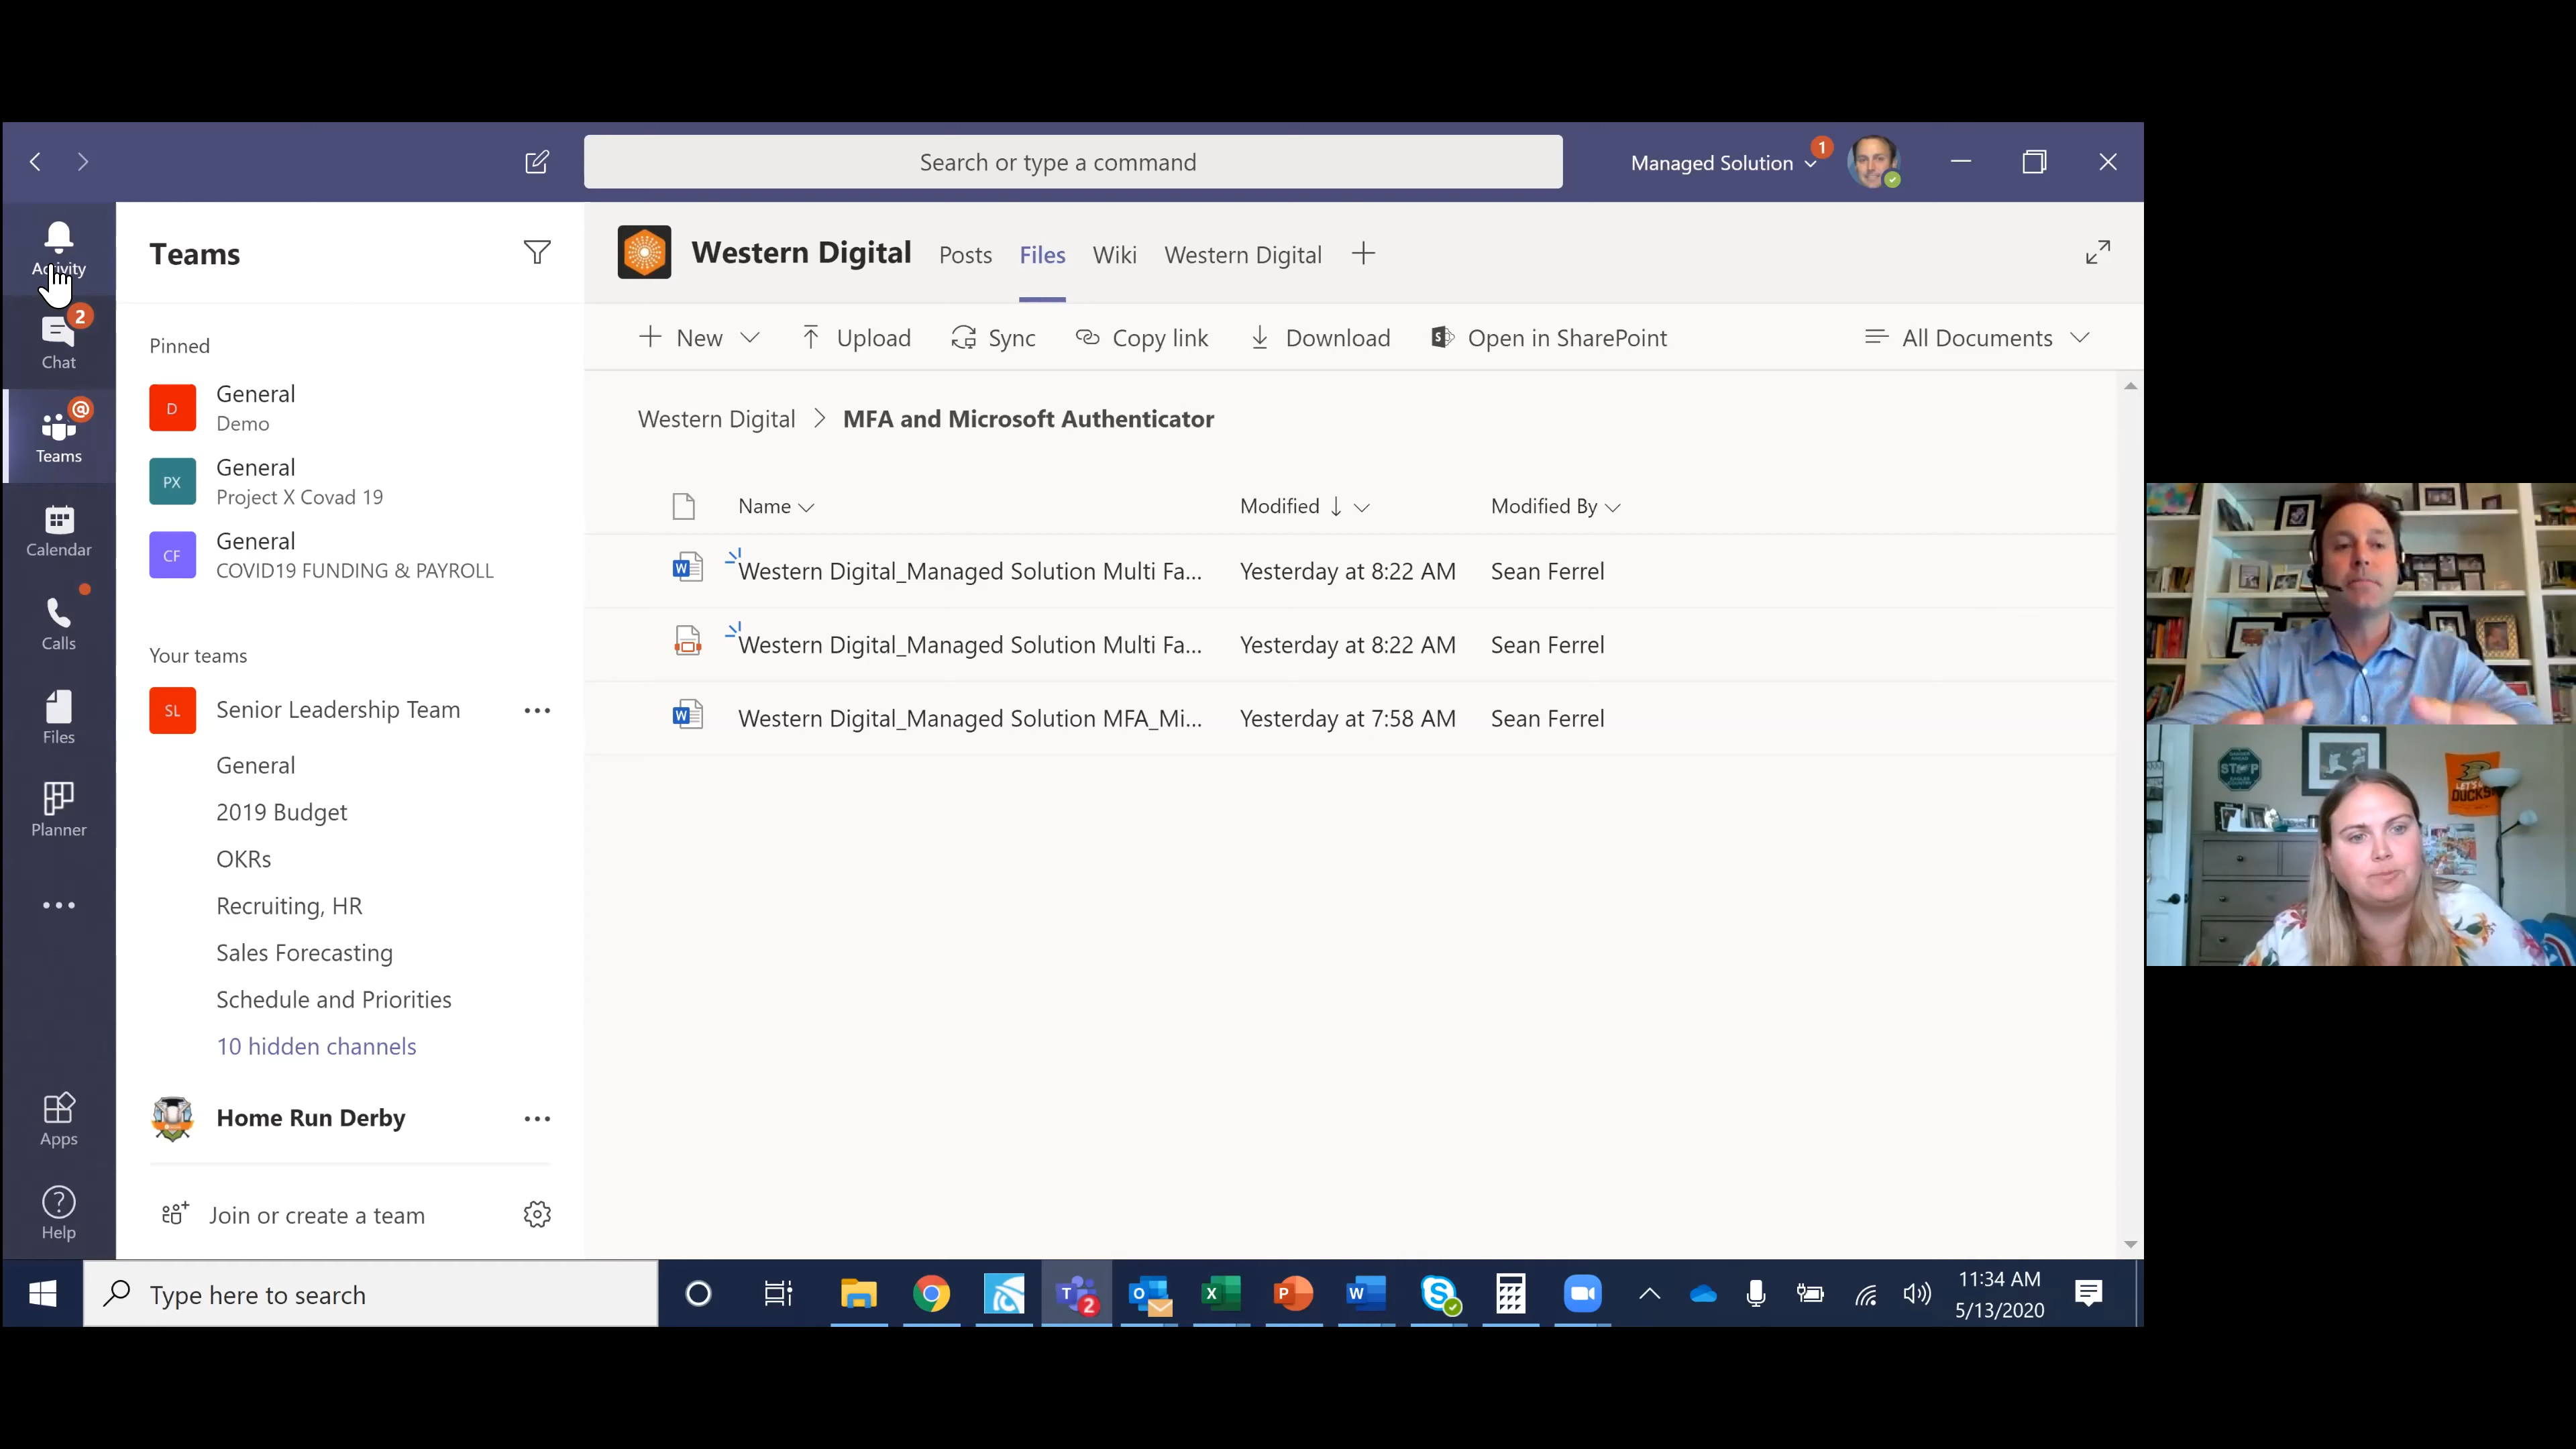 Search or type a command
Managed Solution
1
Activity
2
Chat
@
Teams
Calendar
Calls
Files
Planner
Apps
Help
Teams
Pinned
D
General
Demo
PX
General
Project X Covad 19
CF
General
COVID19 FUNDING & PAYROLL
Your teams
SL
Senior Leadership Team
General
2019 Budget
OKRs
Recruiting, HR
Sales Forecasting
Schedule and Priorities
10 hidden channels
Home Run Derby
Join or create a team
Western Digital
Posts
Files
Wiki
Western Digital
New
Upload
Sync
Copy link
Download
Open in SharePoint
All Documents
Western Digital > MFA and Microsoft Authenticator
Name
Modified
Modified By
Western Digital_Managed Solution Multi Fa... Yesterday at 8:22 AM Sean Ferrel
Western Digital_Managed Solution Multi Fa... Yesterday at 8:22 AM Sean Ferrel
Western Digital_Managed Solution MFA_Mi... Yesterday at 7:58 AM Sean Ferrel
STOP
LET'S GO
DUCKS
Type here to search
2
11:34 AM
5/13/2020